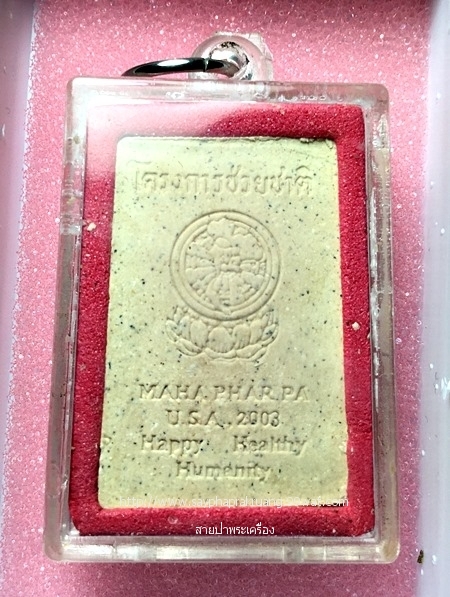 โครงการช่วยชาติ
MAHA PHAR PA
U.S.A. 2003
Happy Healthy
Humanity
สายป่าพระเครื่อง